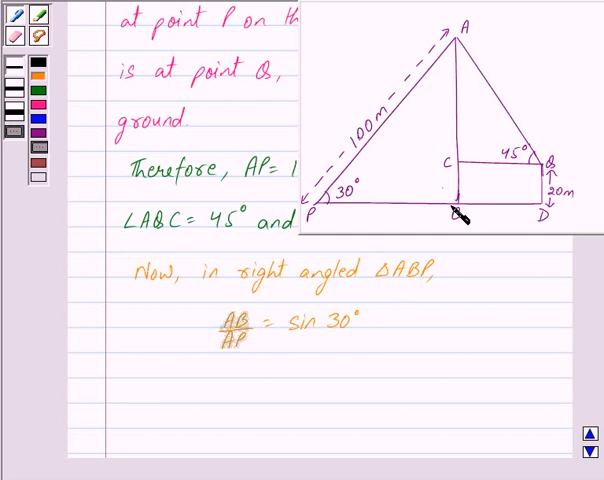 at point P on th
is at point Q,
ground.
Therefore, AP = 1
∠AQC = 45° and
Now, in right angled △ABP,
AB/AP = sin 30°
A
100m
C
45°
Q
20m
30°
P
D